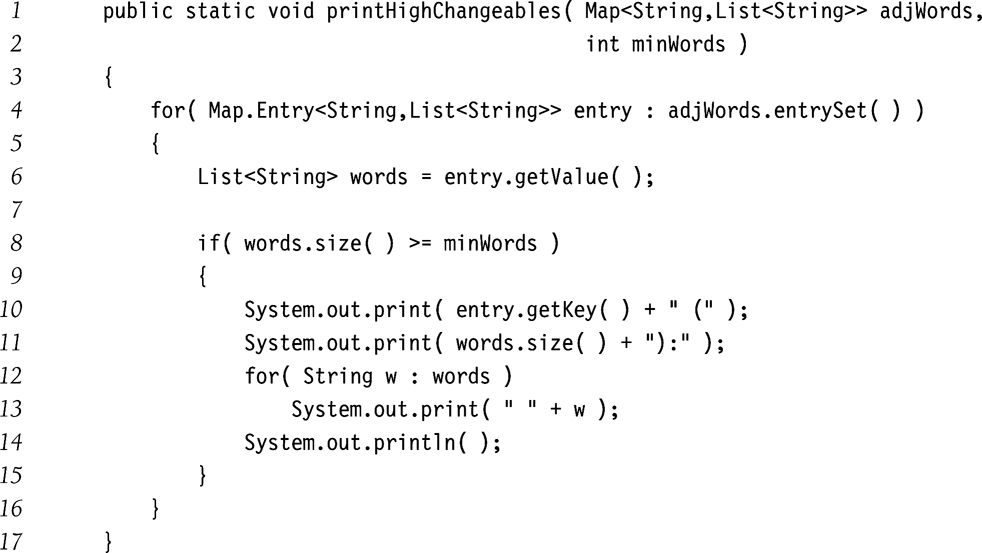 1 public static void printHighChangeables( Map<String,List<String>> adjWords,
2 int minWords )
3 {
4 for( Map.Entry<String,List<String>> entry : adjWords.entrySet( ) )
5 {
6 List<String> words = entry.getValue( );
7
8 if( words.size( ) >= minWords )
9 {
10 System.out.print( entry.getKey( ) + " (" );
11 System.out.print( words.size( ) + "):" );
12 for( String w : words )
13 System.out.print( " " + w );
14 System.out.println( );
15 }
16 }
17 }